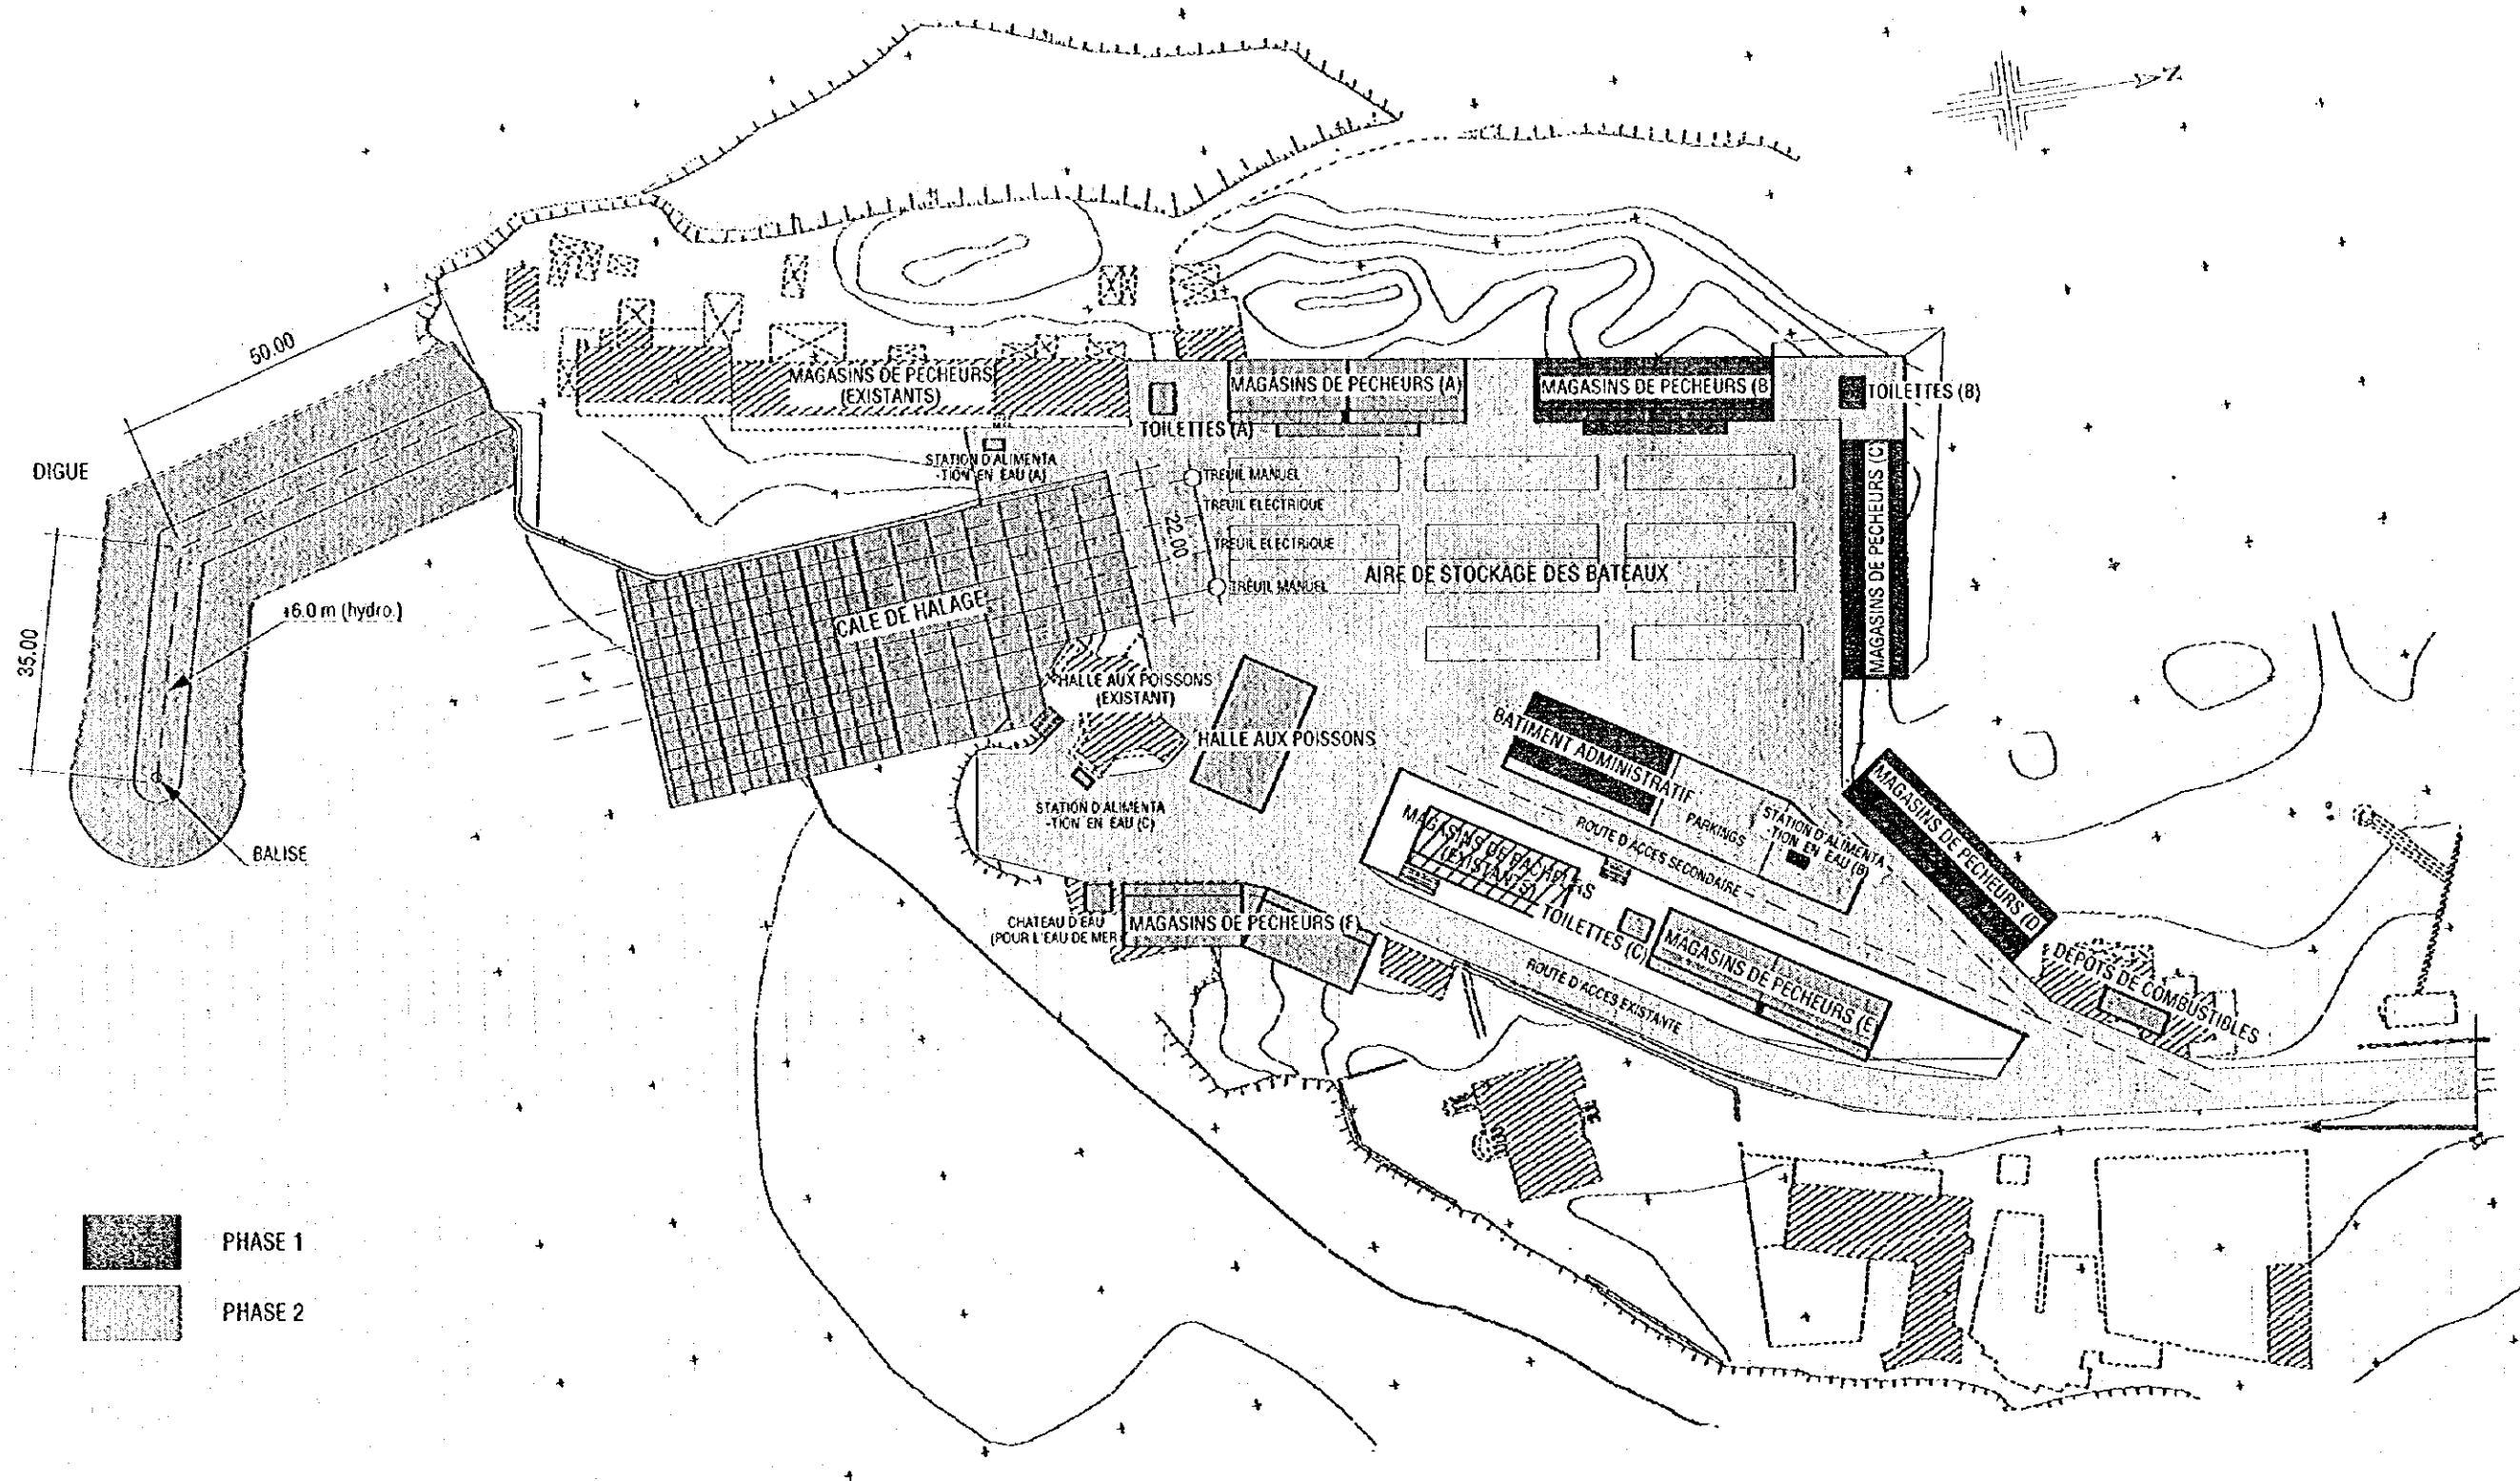 N
50.00
MAGASINS DE PECHEURS
(EXISTANTS)
MAGASINS DE PECHEURS (A)
MAGASINS DE PECHEURS (B
TOILETTES (B)
TOILETTES (A)
STATION D'ALIMENTA
-TION EN EAU (A)
DIGUE
TREUIL MANUEL
TREUIL ELECTRIQUE
22.00
TREUIL ELECTRIQUE
TREUIL MANUEL
AIRE DE STOCKAGE DES BATEAUX
MAGASINS DE PECHEURS (C)
CALE DE HALAGE
+6.0 m (hydro.)
35.00
HALLE AUX POISSONS
(EXISTANT)
HALLE AUX POISSONS
BATIMENT ADMINISTRATIF
PARKINGS
STATION D'ALIMENTA
-TION EN EAU (B)
MAGASINS DE PECHEURS (D
STATION D'ALIMENTA
-TION EN EAU (C)
ROUTE D'ACCES SECONDAIRE
MAGASINS DE PACHEURS
(EXISTANTS)
BALISE
CHATEAU D'EAU
(POUR L'EAU DE MER
MAGASINS DE PECHEURS (F)
TOILETTES (C)
MAGASINS DE PECHEURS (E
ROUTE D'ACCES EXISTANTE
DEPOTS DE COMBUSTIBLES
PHASE 1
PHASE 2